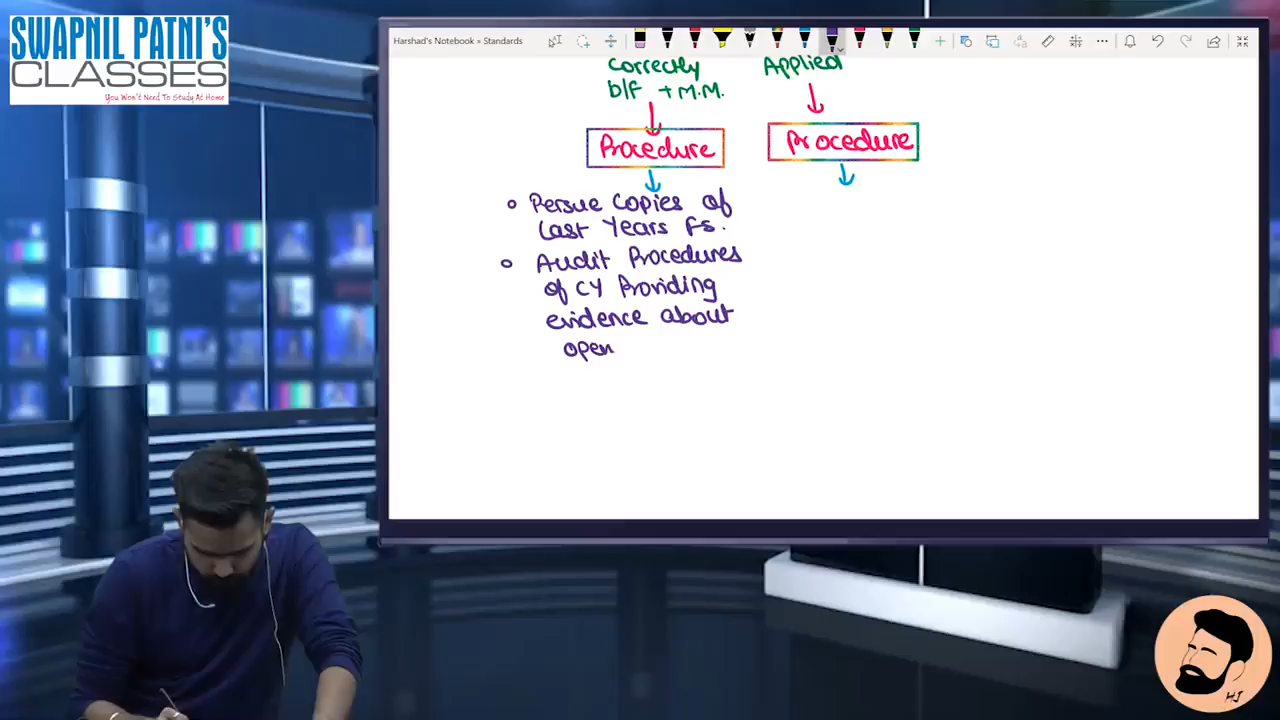 SWAPNIL PATNI'S
CLASSES
You Won't Need To Study At Home
Harshad's Notebook » Standards
Correctly
b/f + M.M.
Applied
Procedure
Procedure
Persue Copies of
Last Years Fs.
Audit Procedures
of CY Providing
evidence about
open
HJ